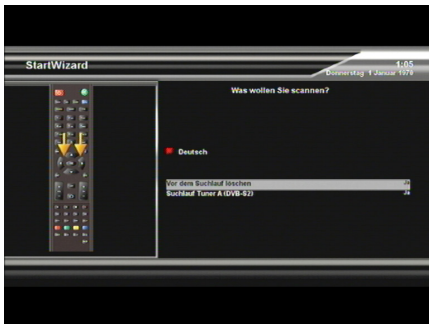 StartWizard
1:05
Donnerstag 1 Januar 1970
Was wollen Sie scannen?
Deutsch
Vor dem Suchlauf löschen Ja
Suchlauf Tuner A (DVB-S2) Ja